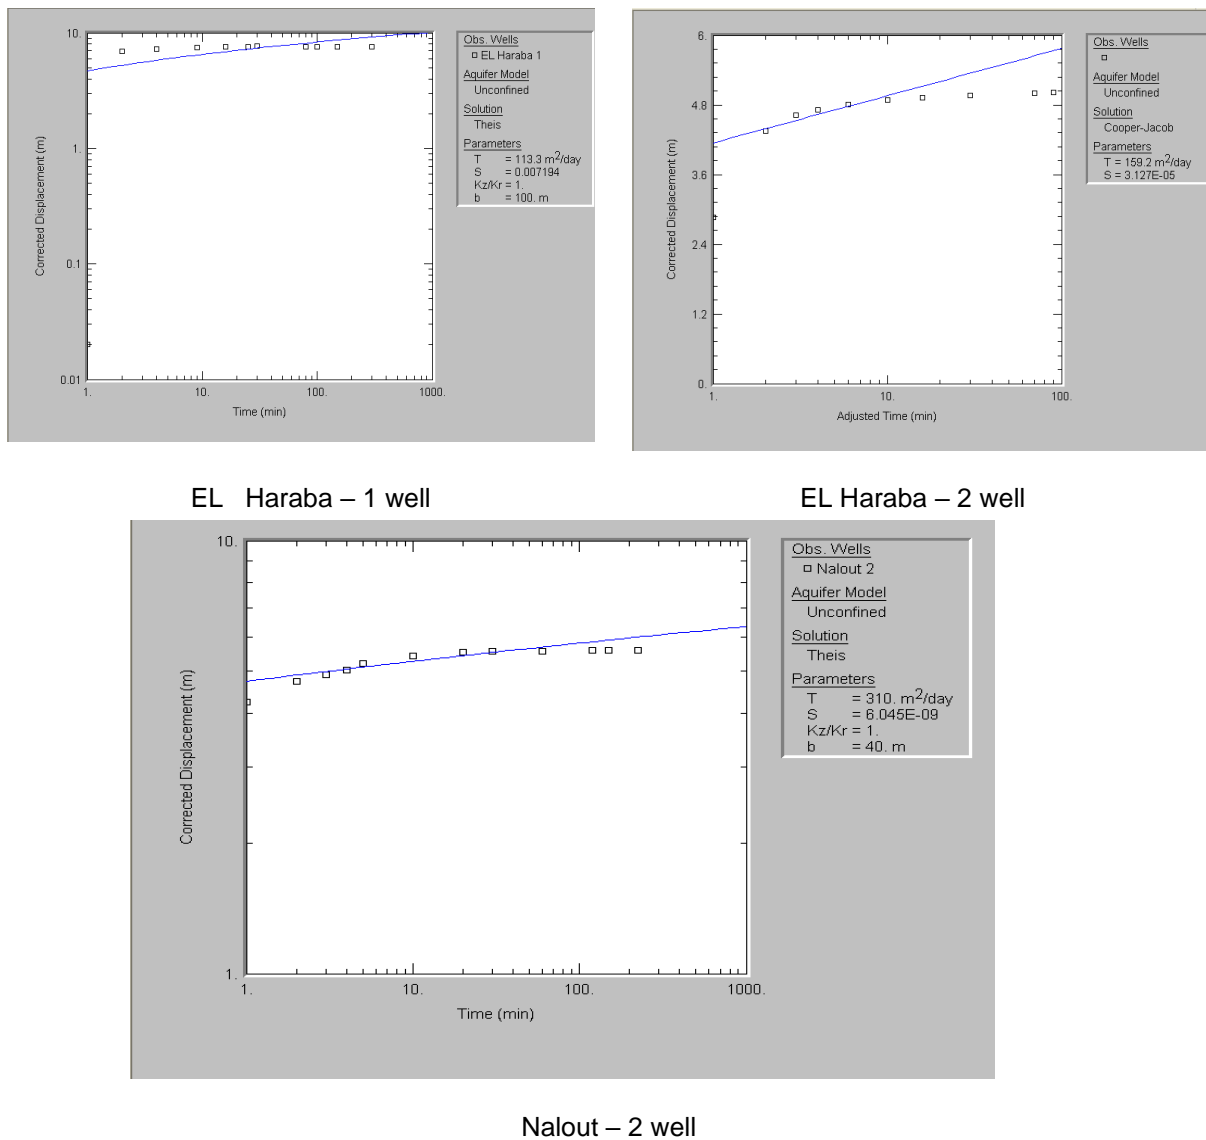 10.
1.
0.1
0.01
1.
10.
100.
1000.
Time (min)
Corrected Displacement (m)
Obs. Wells
EL Haraba 1
Aquifer Model
Unconfined
Solution
Theis
Parameters
T = 113.3 m2/day
S = 0.007194
Kz/Kr = 1.
b = 100. m
6.
4.8
3.6
2.4
1.2
0.
1.
10.
100.
Adjusted Time (min)
Corrected Displacement (m)
Obs. Wells
Aquifer Model
Unconfined
Solution
Cooper-Jacob
Parameters
T = 159.2 m2/day
S = 3.127E-05
EL Haraba – 1 well
EL Haraba – 2 well
10.
1.
1.
10.
100.
1000.
Time (min)
Corrected Displacement (m)
Obs. Wells
Nalout 2
Aquifer Model
Unconfined
Solution
Theis
Parameters
T = 310. m2/day
S = 6.045E-09
Kz/Kr = 1.
b = 40. m
Nalout – 2 well